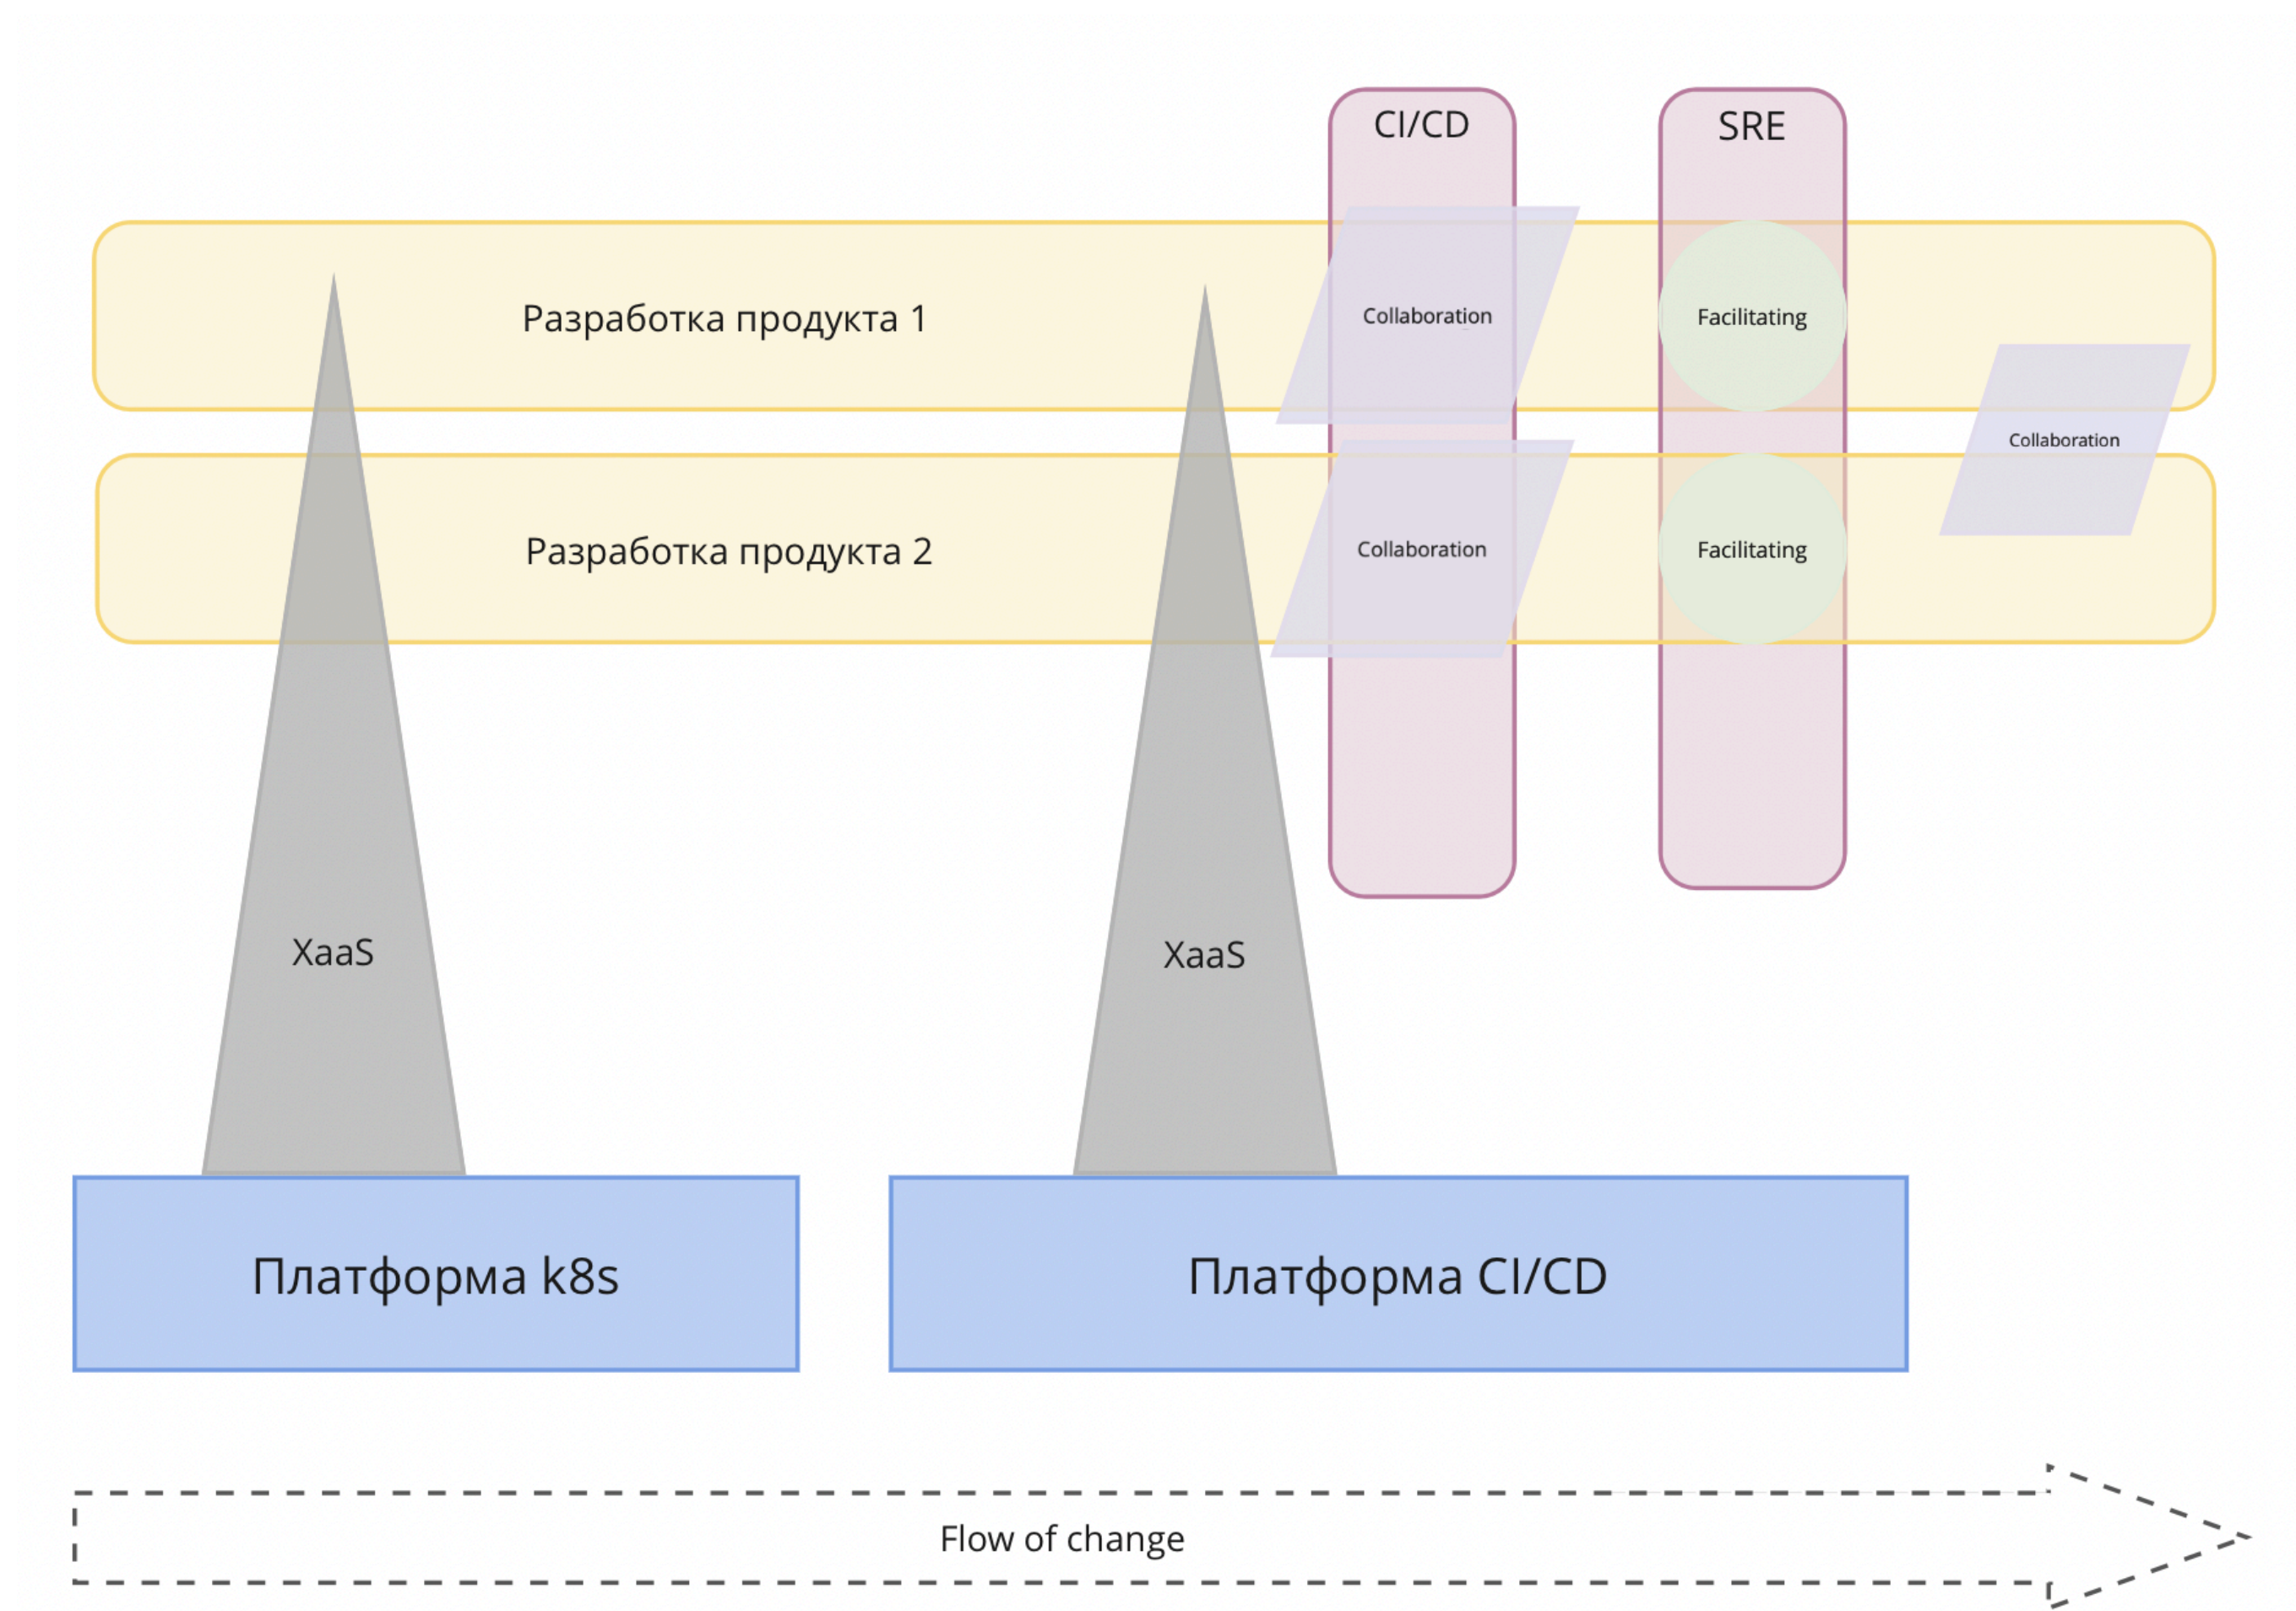 CI/CD
SRE
Разработка продукта 1
Collaboration
Facilitating
Collaboration
Разработка продукта 2
Collaboration
Facilitating
XaaS
XaaS
Платформа k8s
Платформа CI/CD
Flow of change